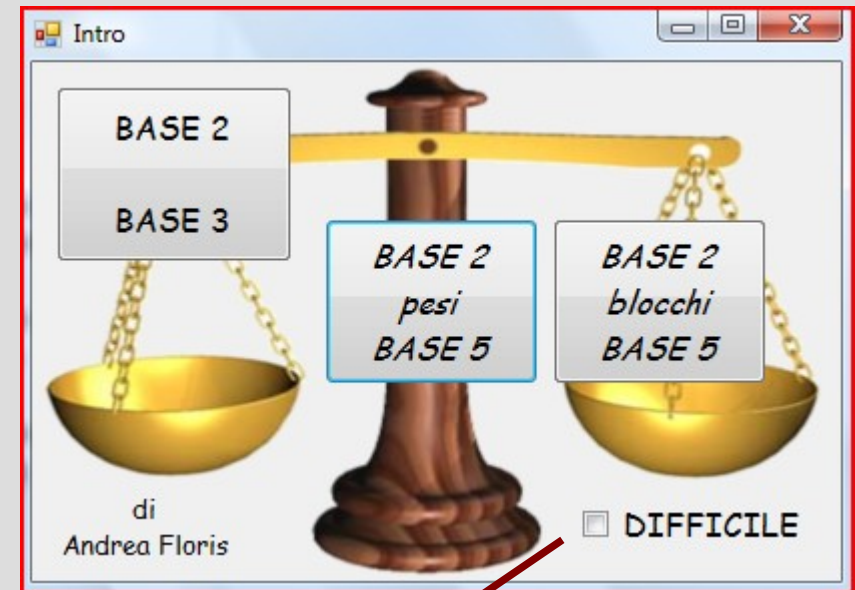 Intro
BASE 2
BASE 3
BASE 2
pesi
BASE 5
BASE 2
blocchi
BASE 5
di
Andrea Floris
DIFFICILE